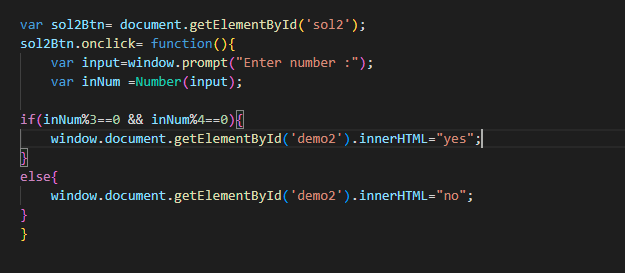 var sol2Btn= document.getElementById('sol2');
sol2Btn.onclick= function(){
    var input=window.prompt("Enter number :");
    var inNum =Number(input);

if(inNum%3==0 && inNum%4==0){
    window.document.getElementById('demo2').innerHTML="yes";
}
else{
    window.document.getElementById('demo2').innerHTML="no";
}
}